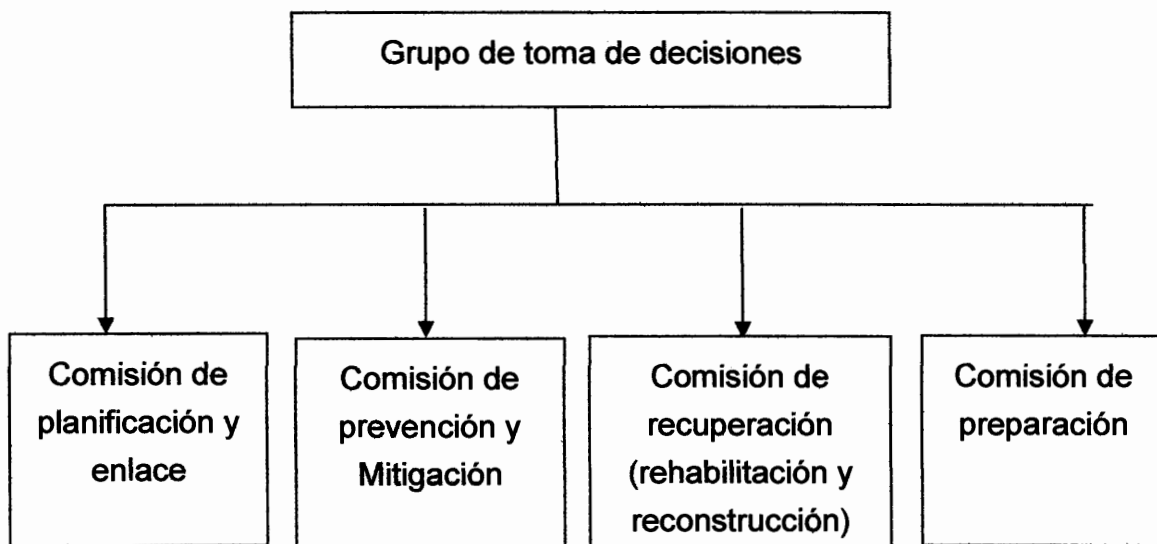 Grupo de toma de decisiones
Comisión de
planificación y
enlace
Comisión de
prevención y
Mitigación
Comisión de
recuperación
(rehabilitación y
reconstrucción)
Comisión de
preparación